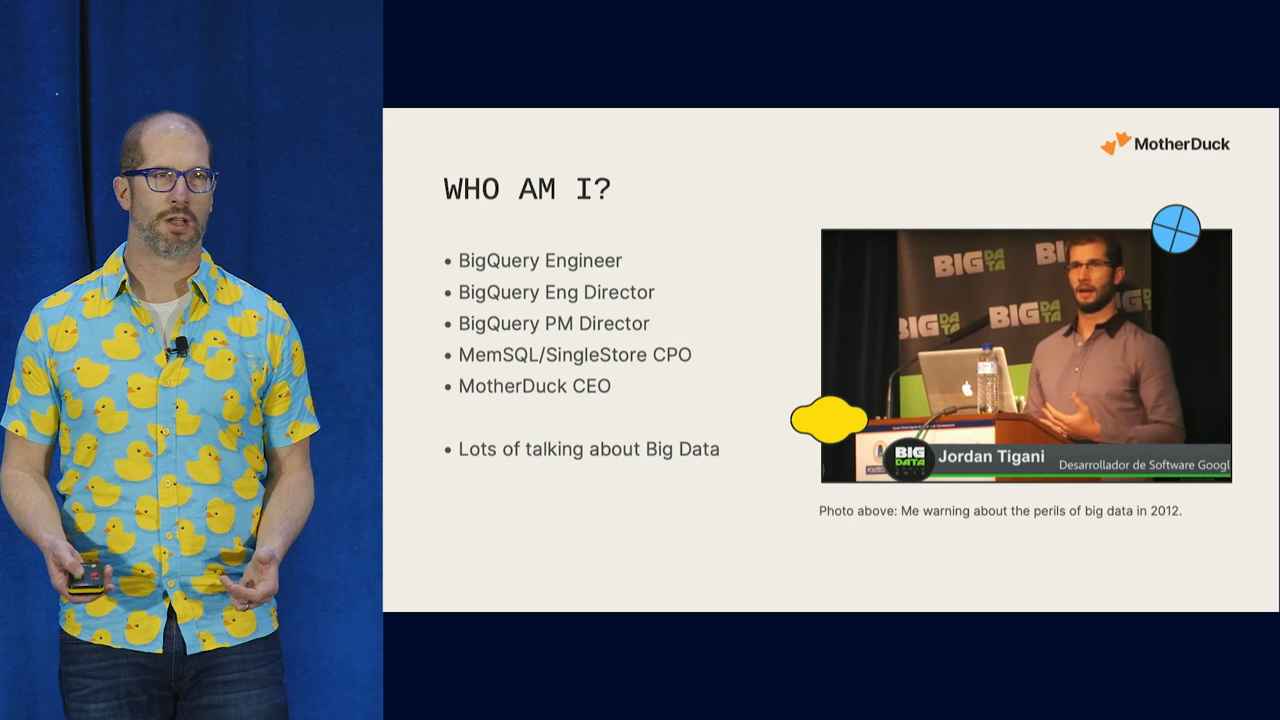 MotherDuck
WHO AM I?
• BigQuery Engineer
• BigQuery Eng Director
• BigQuery PM Director
• MemSQL/SingleStore CPO
• MotherDuck CEO
• Lots of talking about Big Data
BIG DATA
BI
BIG DATA
BIG DATA
BIG DATA
Jordan Tigani
Desarrollador de Software Googl
Photo above: Me warning about the perils of big data in 2012.